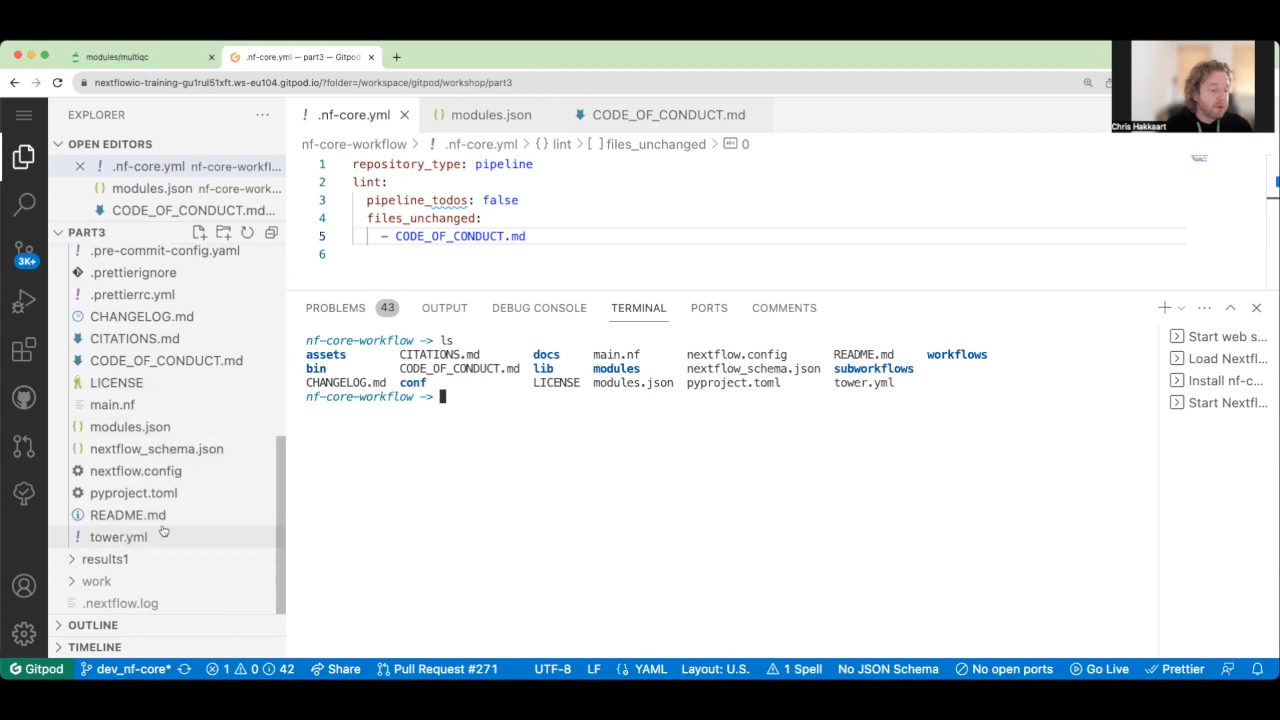 modules/multiqc
.nf-core.yml — part3 — Gitpod
nextflowio-training-gu1rul51xft.ws-eu104.gitpod.io/?folder=/workspace/gitpod/workshop/part3
Chris Hakkaart
EXPLORER
OPEN EDITORS
.nf-core.yml nf-core-workfl...
modules.json nf-core-work...
CODE_OF_CONDUCT.md...
PART3
.pre-commit-config.yaml
.prettierignore
.prettierrc.yml
CHANGELOG.md
CITATIONS.md
CODE_OF_CONDUCT.md
LICENSE
main.nf
modules.json
nextflow_schema.json
nextflow.config
pyproject.toml
README.md
tower.yml
results1
work
.nextflow.log
OUTLINE
TIMELINE
3K+
.nf-core.yml modules.json CODE_OF_CONDUCT.md
nf-core-workflow > .nf-core.yml > {} lint > [ ] files_unchanged > 0
1 repository_type: pipeline
2 lint:
3 pipeline_todos: false
4 files_unchanged:
5 - CODE_OF_CONDUCT.md
6
PROBLEMS 43 OUTPUT DEBUG CONSOLE TERMINAL PORTS COMMENTS
nf-core-workflow -> ls
assets CITATIONS.md docs main.nf nextflow.config README.md workflows
bin CODE_OF_CONDUCT.md lib modules nextflow_schema.json subworkflows
CHANGELOG.md conf LICENSE modules.json pyproject.toml tower.yml
nf-core-workflow ->
Start web s...
Load Nextfl...
Install nf-c...
Start Nextfl...
Gitpod dev_nf-core* 1 0 42 Share Pull Request #271 UTF-8 LF YAML Layout: U.S. 1 Spell No JSON Schema No open ports Go Live Prettier